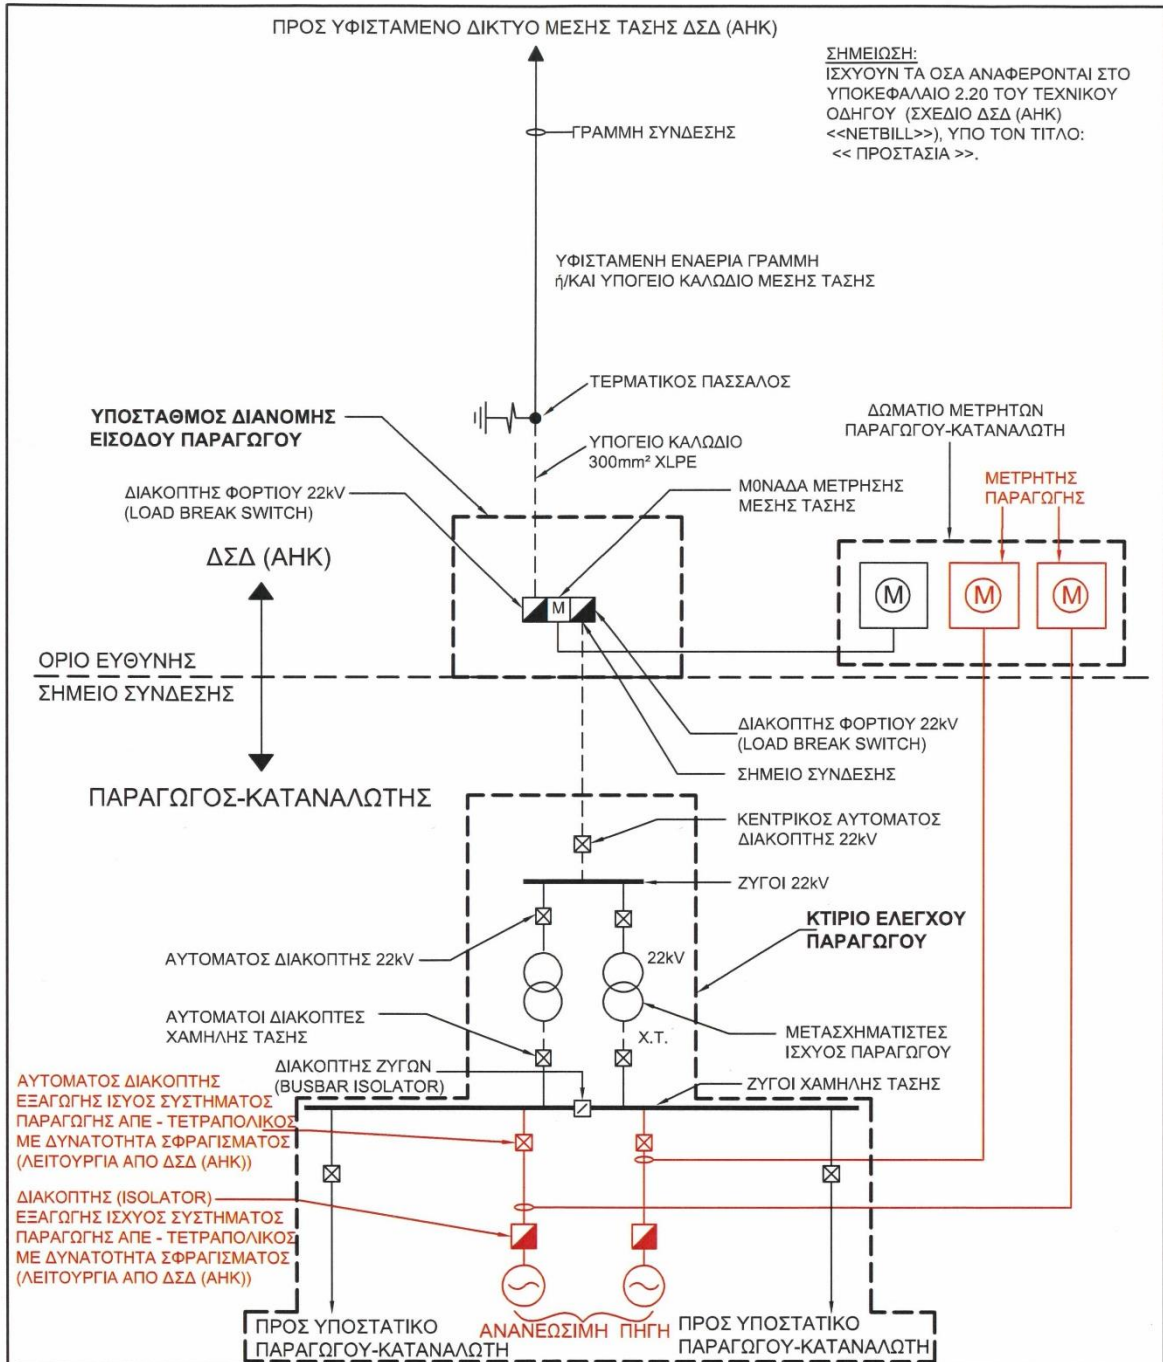 ΠΡΟΣ ΥΦΙΣΤΑΜΕΝΟ ΔΙΚΤΥΟ ΜΕΣΗΣ ΤΑΣΗΣ ΔΣΔ (ΑΗΚ)
ΣΗΜΕΙΩΣΗ:
ΙΣΧΥΟΥΝ ΤΑ ΟΣΑ ΑΝΑΦΕΡΟΝΤΑΙ ΣΤΟ
ΥΠΟΚΕΦΑΛΑΙΟ 2.20 ΤΟΥ ΤΕΧΝΙΚΟΥ
ΟΔΗΓΟΥ (ΣΧΕΔΙΟ ΔΣΔ (ΑΗΚ)
<<NETBILL>>), ΥΠΟ ΤΟΝ ΤΙΤΛΟ:
<< ΠΡΟΣΤΑΣΙΑ >>.
ΓΡΑΜΜΗ ΣΥΝΔΕΣΗΣ
ΥΦΙΣΤΑΜΕΝΗ ΕΝΑΕΡΙΑ ΓΡΑΜΜΗ
ή/ΚΑΙ ΥΠΟΓΕΙΟ ΚΑΛΩΔΙΟ ΜΕΣΗΣ ΤΑΣΗΣ
ΤΕΡΜΑΤΙΚΟΣ ΠΑΣΣΑΛΟΣ
ΥΠΟΣΤΑΘΜΟΣ ΔΙΑΝΟΜΗΣ
ΕΙΣΟΔΟΥ ΠΑΡΑΓΩΓΟΥ
ΔΩΜΑΤΙΟ ΜΕΤΡΗΤΩΝ
ΠΑΡΑΓΩΓΟΥ-ΚΑΤΑΝΑΛΩΤΗ
ΥΠΟΓΕΙΟ ΚΑΛΩΔΙΟ
300mm² XLPE
ΜΕΤΡΗΤΗΣ
ΠΑΡΑΓΩΓΗΣ
ΔΙΑΚΟΠΤΗΣ ΦΟΡΤΙΟΥ 22kV
(LOAD BREAK SWITCH)
Μ0ΝΑΔΑ ΜΕΤΡΗΣΗΣ
ΜΕΣΗΣ ΤΑΣΗΣ
ΔΣΔ (ΑΗΚ)
M
M
M
M
ΟΡΙΟ ΕΥΘΥΝΗΣ
ΣΗΜΕΙΟ ΣΥΝΔΕΣΗΣ
ΔΙΑΚΟΠΤΗΣ ΦΟΡΤΙΟΥ 22kV
(LOAD BREAK SWITCH)
ΣΗΜΕΙΟ ΣΥΝΔΕΣΗΣ
ΠΑΡΑΓΩΓΟΣ-ΚΑΤΑΝΑΛΩΤΗΣ
ΚΕΝΤΡΙΚΟΣ ΑΥΤΟΜΑΤΟΣ
ΔΙΑΚΟΠΤΗΣ 22kV
ΖΥΓΟΙ 22kV
ΚΤΙΡΙΟ ΕΛΕΓΧΟΥ
ΠΑΡΑΓΩΓΟΥ
ΑΥΤΟΜΑΤΟΣ ΔΙΑΚΟΠΤΗΣ 22kV
22kV
ΑΥΤΟΜΑΤΟΙ ΔΙΑΚΟΠΤΕΣ
ΧΑΜΗΛΗΣ ΤΑΣΗΣ
Χ.Τ.
ΜΕΤΑΣΧΗΜΑΤΙΣΤΕΣ
ΙΣΧΥΟΣ ΠΑΡΑΓΩΓΟΥ
ΔΙΑΚΟΠΤΗΣ ΖΥΓΩΝ
(BUSBAR ISOLATOR)
ΖΥΓΟΙ ΧΑΜΗΛΗΣ ΤΑΣΗΣ
ΑΥΤΟΜΑΤΟΣ ΔΙΑΚΟΠΤΗΣ
ΕΞΑΓΩΓΗΣ ΙΣΥΟΣ ΣΥΣΤΗΜΑΤΟΣ
ΠΑΡΑΓΩΓΗΣ ΑΠΕ - ΤΕΤΡΑΠΟΛΙΚΟΣ
ΜΕ ΔΥΝΑΤΟΤΗΤΑ ΣΦΡΑΓΙΣΜΑΤΟΣ
(ΛΕΙΤΟΥΡΓΙΑ ΑΠΟ ΔΣΔ (ΑΗΚ))
ΔΙΑΚΟΠΤΗΣ (ISOLATOR)
ΕΞΑΓΩΓΗΣ ΙΣΧΥΟΣ ΣΥΣΤΗΜΑΤΟΣ
ΠΑΡΑΓΩΓΗΣ ΑΠΕ - ΤΕΤΡΑΠΟΛΙΚΟΣ
ΜΕ ΔΥΝΑΤΟΤΗΤΑ ΣΦΡΑΓΙΣΜΑΤΟΣ
(ΛΕΙΤΟΥΡΓΙΑ ΑΠΟ ΔΣΔ (ΑΗΚ))
ΠΡΟΣ ΥΠΟΣΤΑΤΙΚΟ
ΠΑΡΑΓΩΓΟΥ-ΚΑΤΑΝΑΛΩΤΗ
ΑΝΑΝΕΩΣΙΜΗ ΠΗΓΗ
ΠΡΟΣ ΥΠΟΣΤΑΤΙΚΟ
ΠΑΡΑΓΩΓΟΥ-ΚΑΤΑΝΑΛΩΤΗ